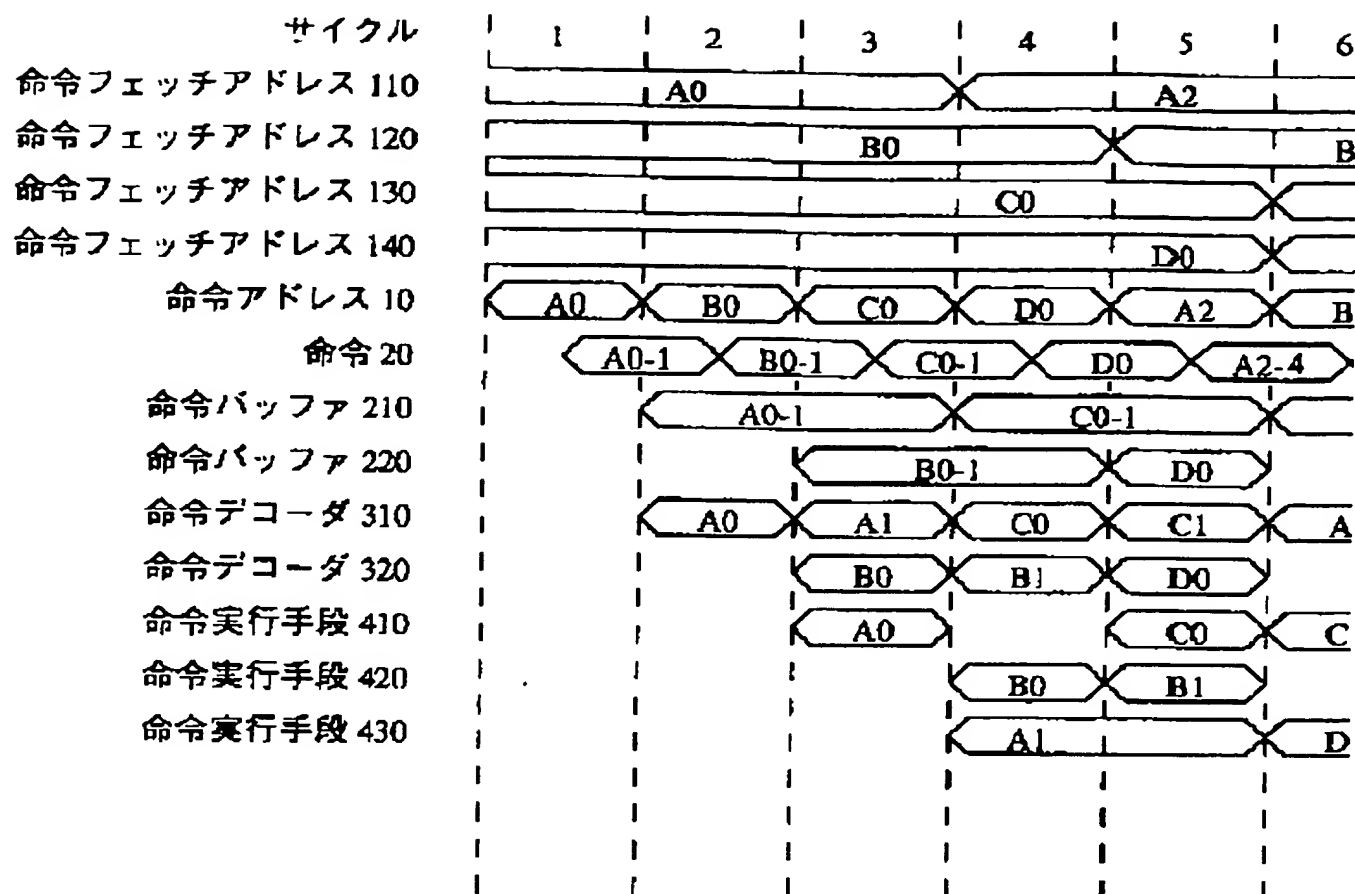 サイクル 1 2 3 4 5 6
命令フェッチアドレス 110 A0 A2
命令フェッチアドレス 120 B0 B
命令フェッチアドレス 130 C0
命令フェッチアドレス 140 D0
命令アドレス 10 A0 B0 C0 D0 A2 B
命令 20 A0-1 B0-1 C0-1 D0 A2-4
命令バッファ 210 A0-1 C0-1
命令バッファ 220 B0-1 D0
命令デコーダ 310 A0 A1 C0 C1 A
命令デコーダ 320 B0 B1 D0
命令実行手段 410 A0 C0 C
命令実行手段 420 B0 B1
命令実行手段 430 A1 D